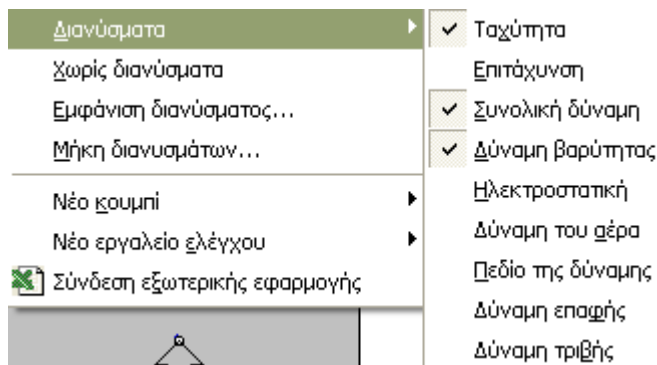 Διανύσματα
Χωρίς διανύσματα
Εμφάνιση διανύσματος...
Μήκη διανυσμάτων...
Νέο κουμπί
Νέο εργαλείο ελέγχου
Σύνδεση εξωτερικής εφαρμογής
Ταχύτητα
Επιτάχυνση
Συνολική δύναμη
Δύναμη βαρύτητας
Ηλεκτροστατική
Δύναμη του αέρα
Πεδίο της δύναμης
Δύναμη επαφής
Δύναμη τριβής